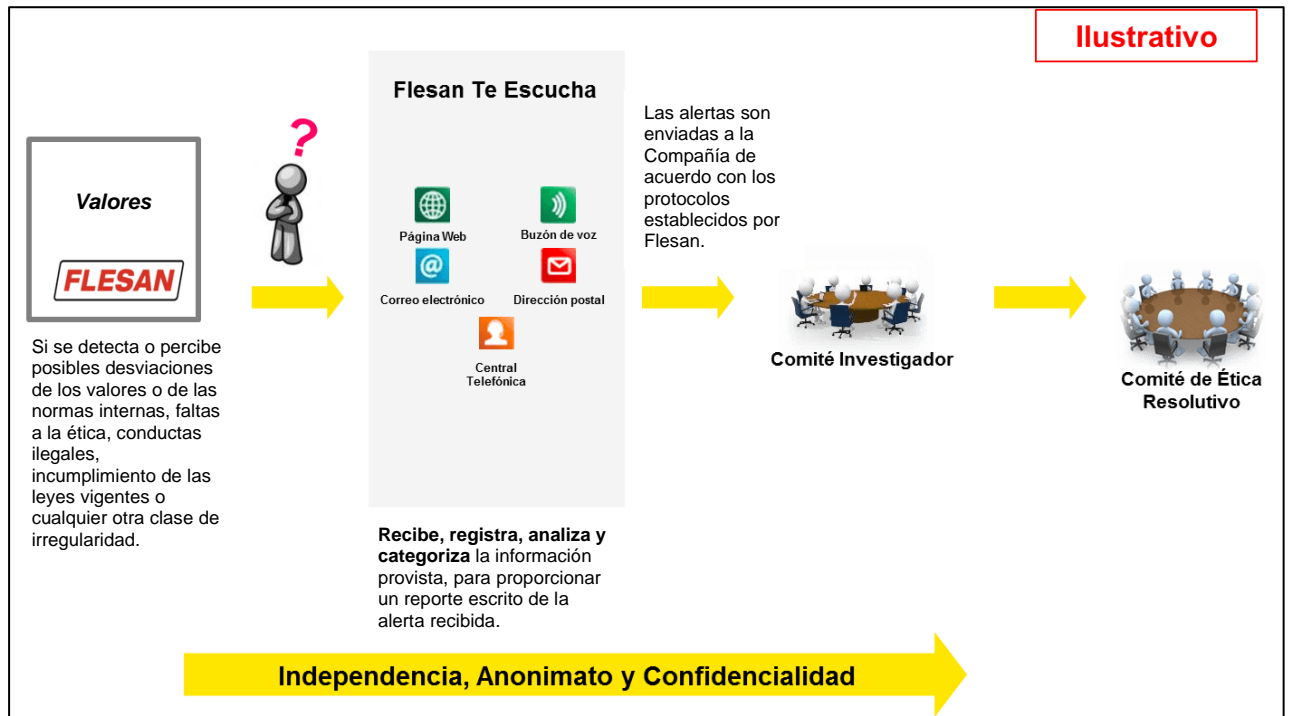 Ilustrativo
Valores
FLESAN
Si se detecta o percibe
posibles desviaciones
de los valores o de las
normas internas, faltas
a la ética, conductas
ilegales,
incumplimiento de las
leyes vigentes o
cualquier otra clase de
irregularidad.
?
Flesan Te Escucha
Página Web
Buzón de voz
@
Correo electrónico
Dirección postal
Central
Telefónica
Recibe, registra, analiza y
categoriza la información
provista, para proporcionar
un reporte escrito de la
alerta recibida.
Las alertas son
enviadas a la
Compañía de
acuerdo con los
protocolos
establecidos por
Flesan.
Comité Investigador
Comité de Ética
Resolutivo
Independencia, Anonimato y Confidencialidad